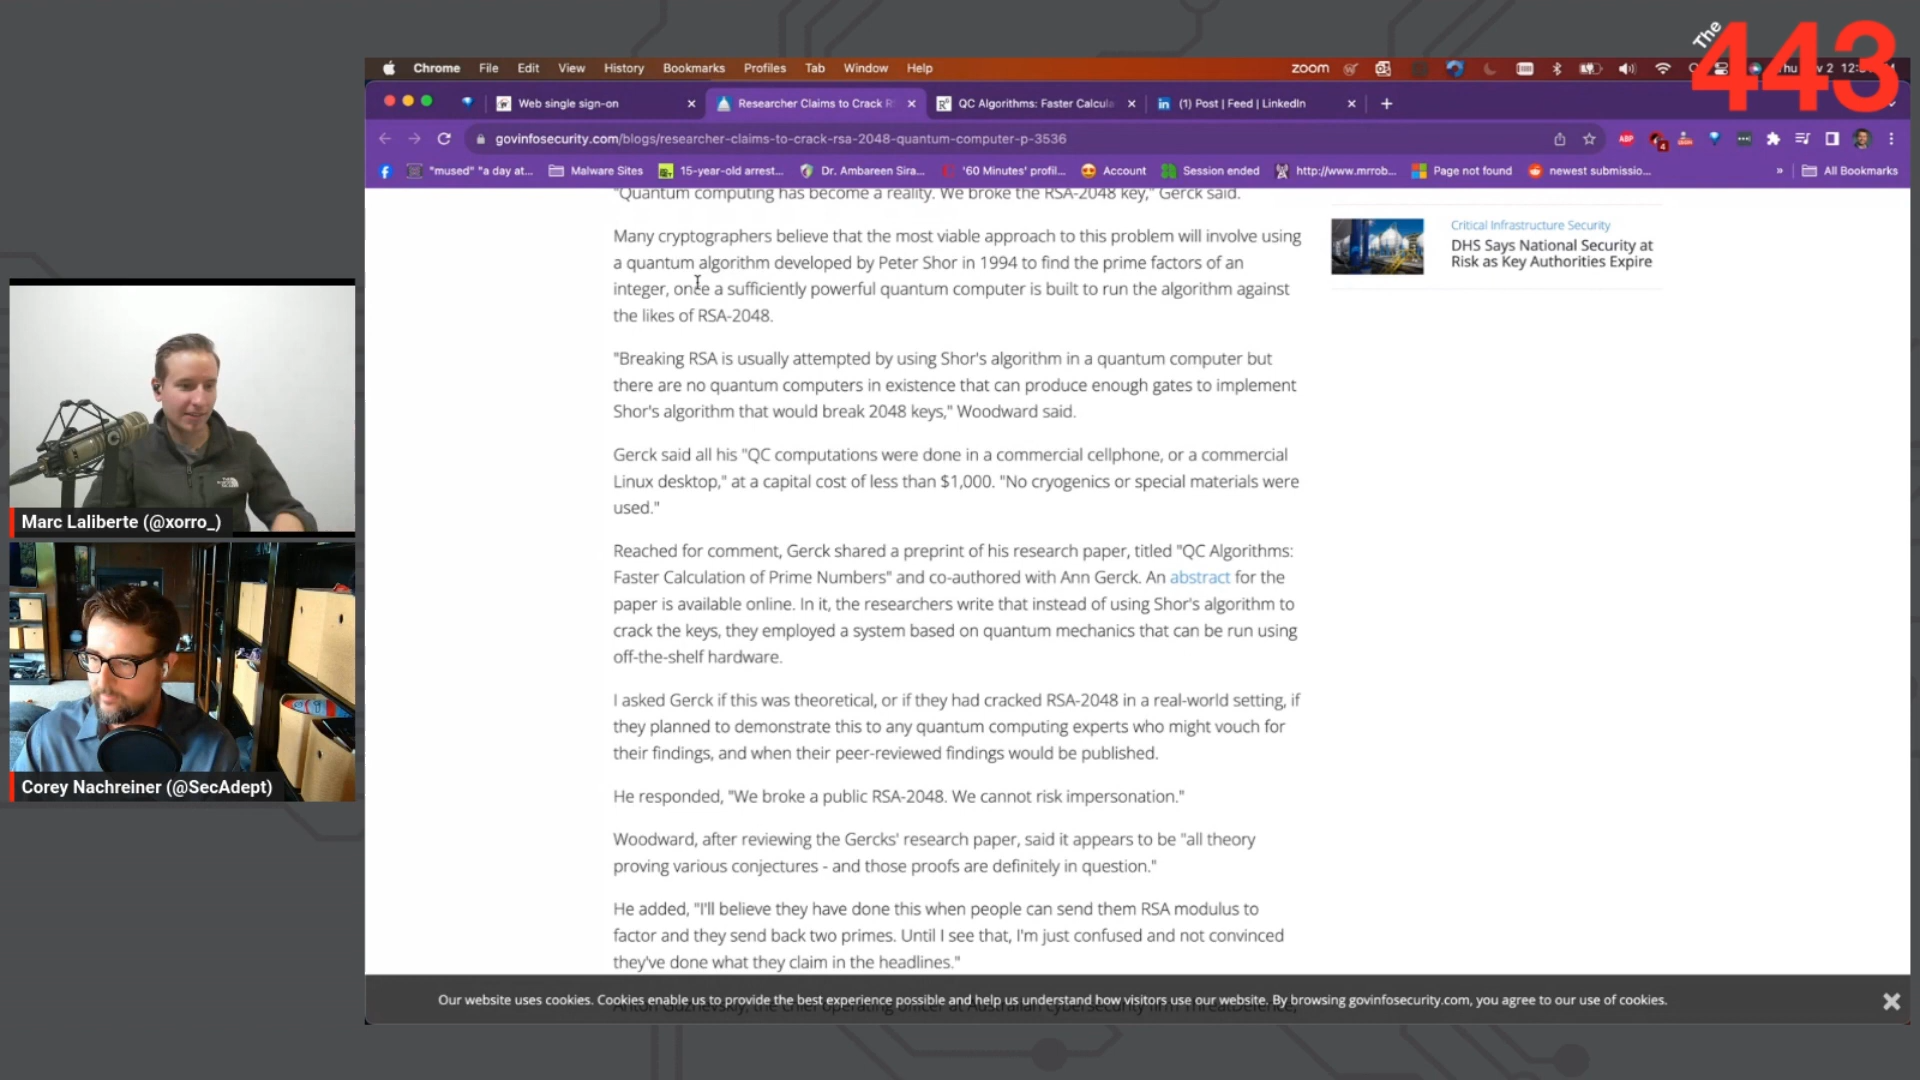 The
443
Chrome File Edit View History Bookmarks Profiles Tab Window Help
zoom
Web single sign-on
Researcher Claims to Crack R
QC Algorithms: Faster Calcula
(1) Post | Feed | LinkedIn
govinfosecurity.com/blogs/researcher-claims-to-crack-rsa-2048-quantum-computer-p-3536
"mused" "a day at...
Malware Sites
15-year-old arrest...
Dr. Ambareen Sira...
'60 Minutes' profil...
Account
Session ended
http://www.mrrob...
Page not found
newest submissio...
»
All Bookmarks
"Quantum computing has become a reality. We broke the RSA-2048 key," Gerck said.
Many cryptographers believe that the most viable approach to this problem will involve using
a quantum algorithm developed by Peter Shor in 1994 to find the prime factors of an
integer, once a sufficiently powerful quantum computer is built to run the algorithm against
the likes of RSA-2048.
"Breaking RSA is usually attempted by using Shor's algorithm in a quantum computer but
there are no quantum computers in existence that can produce enough gates to implement
Shor's algorithm that would break 2048 keys," Woodward said.
Gerck said all his "QC computations were done in a commercial cellphone, or a commercial
Linux desktop," at a capital cost of less than $1,000. "No cryogenics or special materials were
used."
Reached for comment, Gerck shared a preprint of his research paper, titled "QC Algorithms:
Faster Calculation of Prime Numbers" and co-authored with Ann Gerck. An abstract for the
paper is available online. In it, the researchers write that instead of using Shor's algorithm to
crack the keys, they employed a system based on quantum mechanics that can be run using
off-the-shelf hardware.
I asked Gerck if this was theoretical, or if they had cracked RSA-2048 in a real-world setting, if
they planned to demonstrate this to any quantum computing experts who might vouch for
their findings, and when their peer-reviewed findings would be published.
He responded, "We broke a public RSA-2048. We cannot risk impersonation."
Woodward, after reviewing the Gercks' research paper, said it appears to be "all theory
proving various conjectures - and those proofs are definitely in question."
He added, "I'll believe they have done this when people can send them RSA modulus to
factor and they send back two primes. Until I see that, I'm just confused and not convinced
they've done what they claim in the headlines."
Critical Infrastructure Security
DHS Says National Security at
Risk as Key Authorities Expire
Our website uses cookies. Cookies enable us to provide the best experience possible and help us understand how visitors use our website. By browsing govinfosecurity.com, you agree to our use of cookies.
Marc Laliberte (@xorro_)
Corey Nachreiner (@SecAdept)